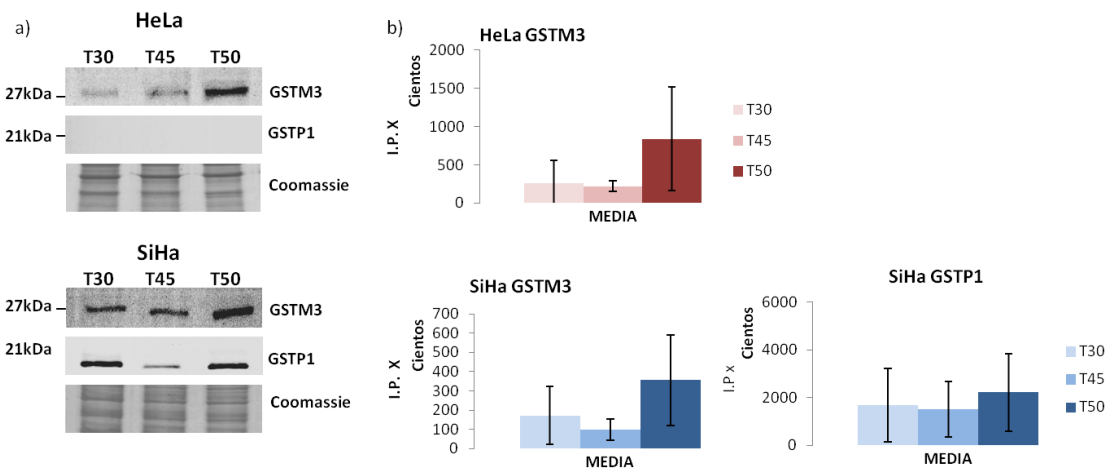 a)
HeLa
T30 T45 T50
27kDa
GSTM3
21kDa
GSTP1
Coomassie
SiHa
T30 T45 T50
27kDa
GSTM3
21kDa
GSTP1
Coomassie
b)
HeLa GSTM3
I.P. X
Cientos
2000
1500
1000
500
0
MEDIA
T30
T45
T50
SiHa GSTM3
I.P. X
Cientos
700
600
500
400
300
200
100
0
MEDIA
SiHa GSTP1
I.P x
Cientos
6000
4000
2000
0
MEDIA
T30
T45
T50